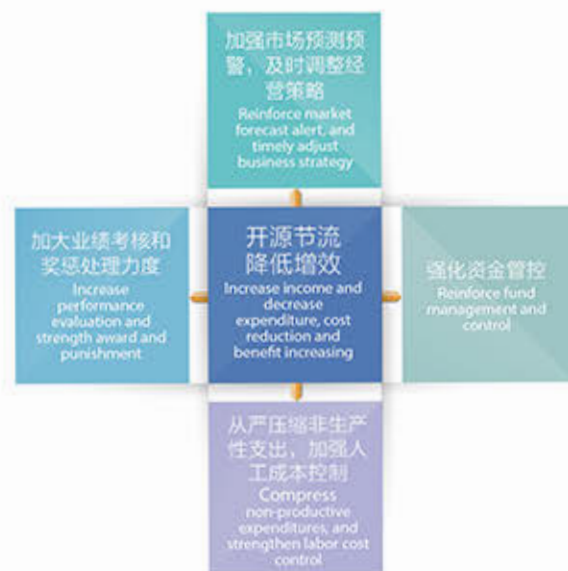 加强市场预测预
警，及时调整经
营策略
Reinforce market
forecast alert, and
timely adjust
business strategy
加大业绩考核和
奖惩处理力度
Increase
performance
evaluation and
strength award and
punishment
开源节流
降低增效
Increase income and
decrease
expenditure, cost
reduction and
benefit increasing
强化资金管控
Reinforce fund
management and
control
从严压缩非生产
性支出，加强人
工成本控制
Compress
non-productive
expenditures, and
strengthen labor cost
control